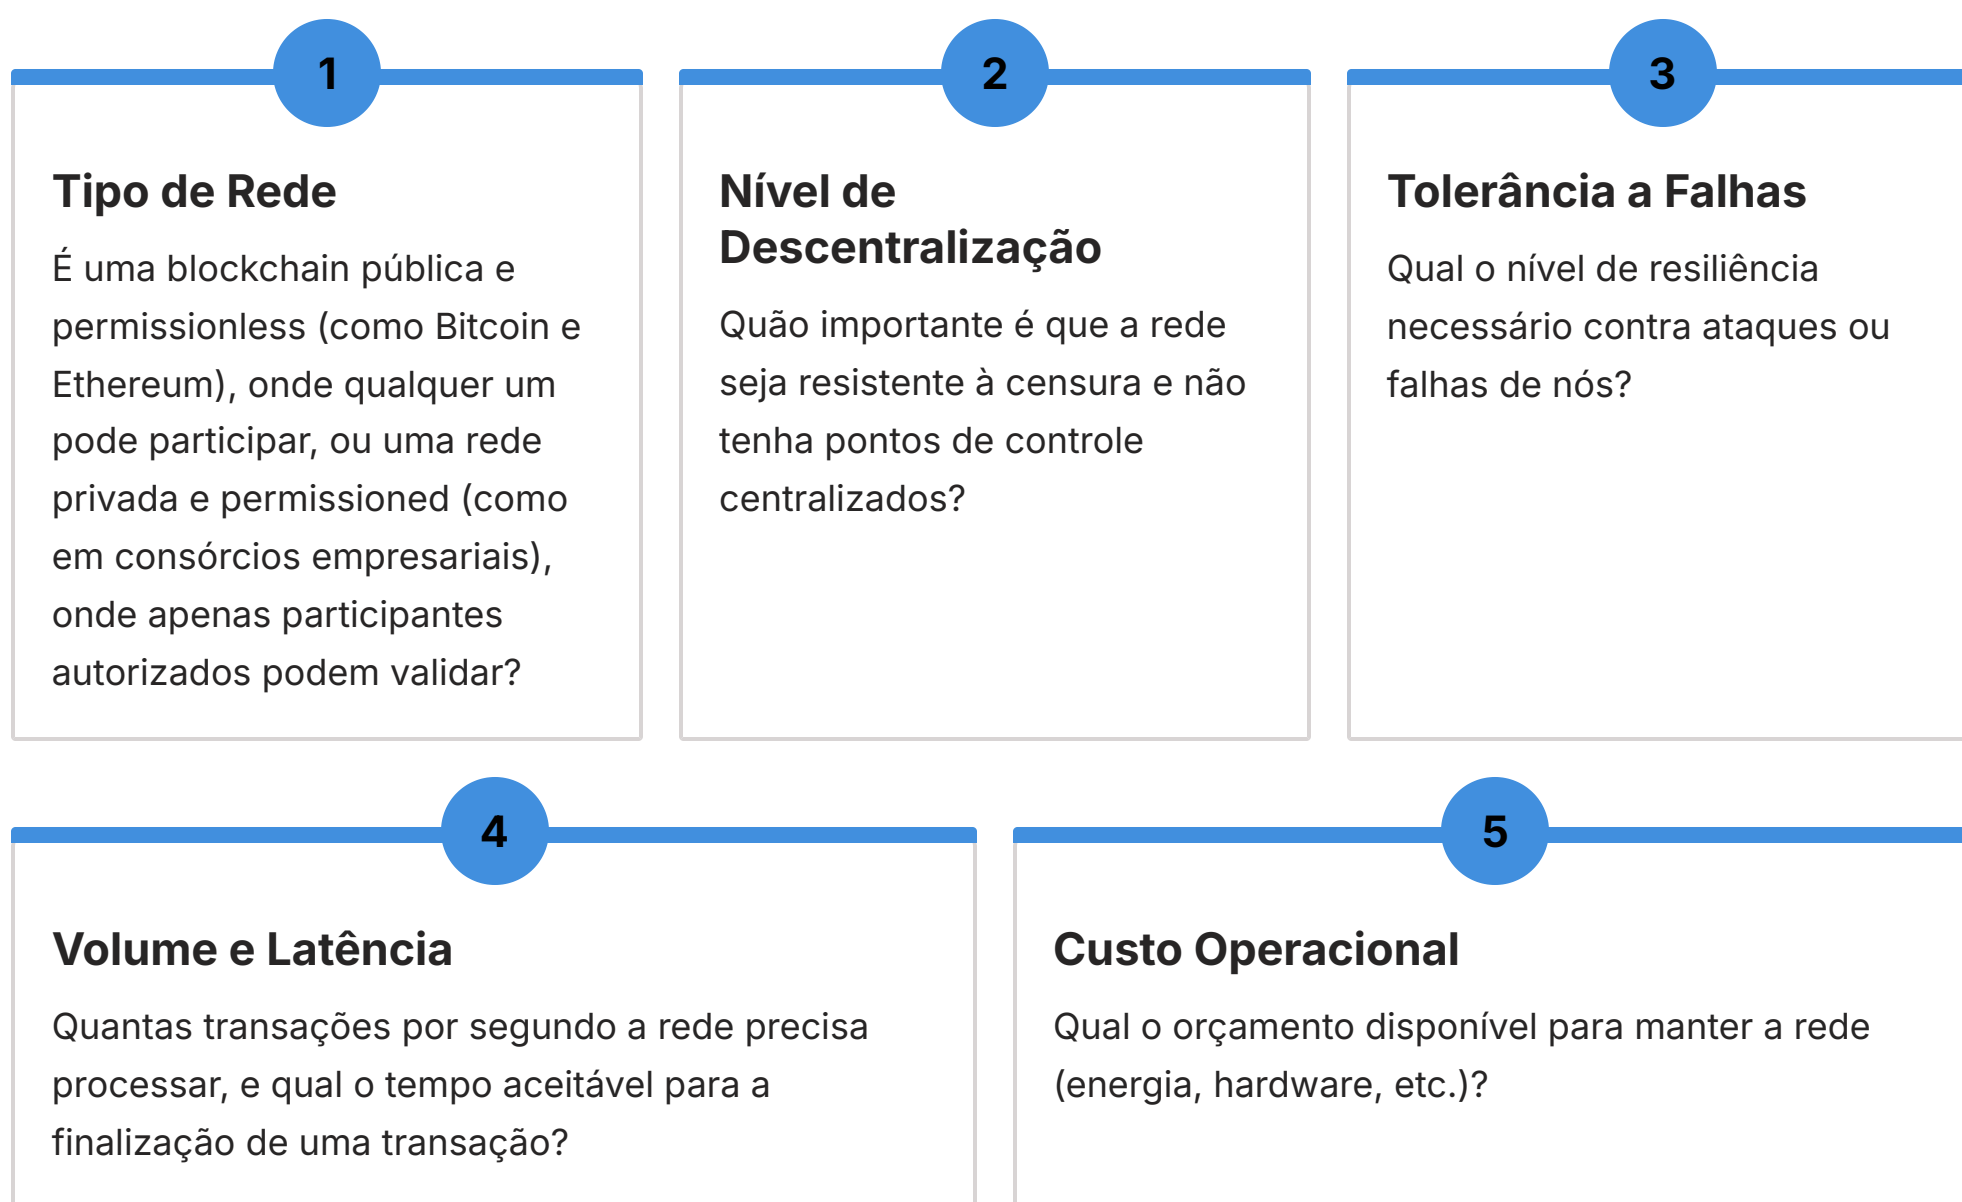 1
Tipo de Rede
É uma blockchain pública e
permissionless (como Bitcoin e
Ethereum), onde qualquer um
pode participar, ou uma rede
privada e permissioned (como
em consórcios empresariais),
onde apenas participantes
autorizados podem validar?
2
Nível de
Descentralização
Quão importante é que a rede
seja resistente à censura e não
tenha pontos de controle
centralizados?
3
Tolerância a Falhas
Qual o nível de resiliência
necessário contra ataques ou
falhas de nós?
4
Volume e Latência
Quantas transações por segundo a rede precisa
processar, e qual o tempo aceitável para a
finalização de uma transação?
5
Custo Operacional
Qual o orçamento disponível para manter a rede
(energia, hardware, etc.)?